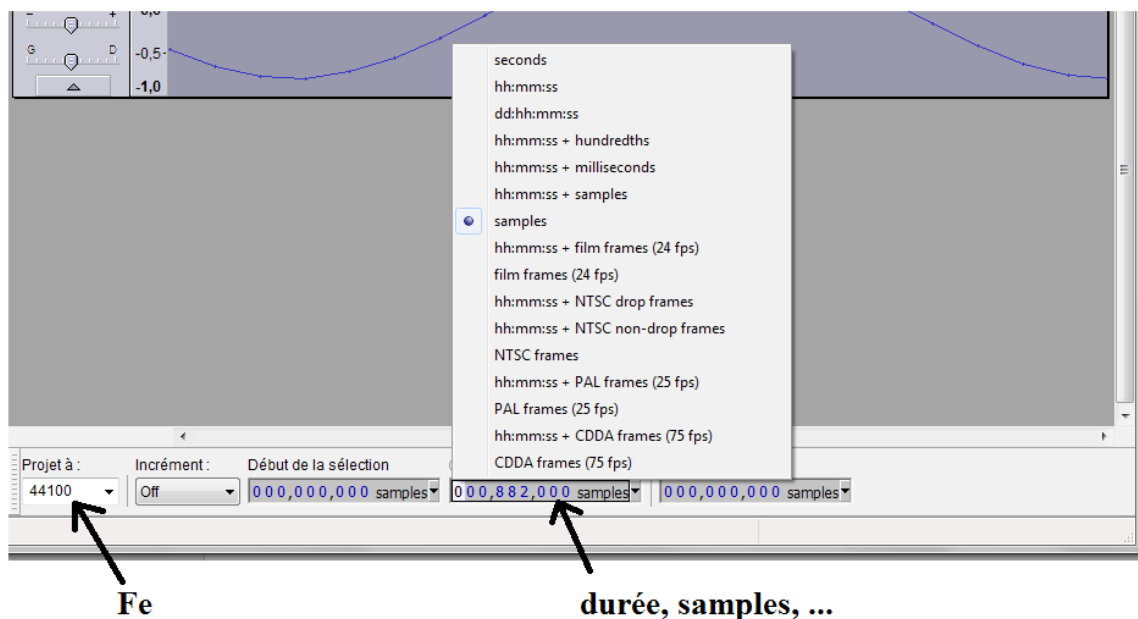 - +
0,0
G D
-0,5
-1,0
seconds
hh:mm:ss
dd:hh:mm:ss
hh:mm:ss + hundredths
hh:mm:ss + milliseconds
hh:mm:ss + samples
samples
hh:mm:ss + film frames (24 fps)
film frames (24 fps)
hh:mm:ss + NTSC drop frames
hh:mm:ss + NTSC non-drop frames
NTSC frames
hh:mm:ss + PAL frames (25 fps)
PAL frames (25 fps)
hh:mm:ss + CDDA frames (75 fps)
CDDA frames (75 fps)
Projet à : Incrément : Début de la sélection
44100 Off 000,000,000 samples 000,882,000 samples 000,000,000 samples
Fe durée, samples, ...